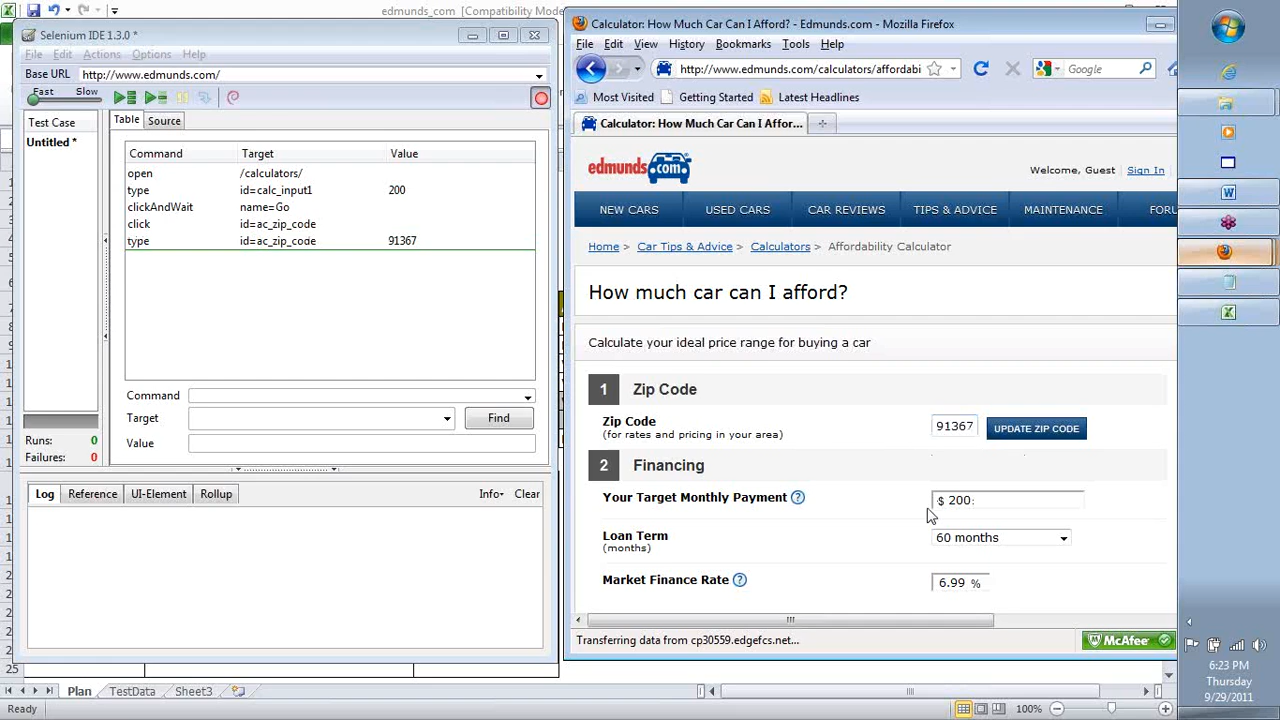 edmunds_com [Compatibility Mode
Selenium IDE 1.3.0 *
File Edit Actions Options Help
Base URL http://www.edmunds.com/
Fast Slow
Test Case
Untitled *
Table Source
Command Target Value
open /calculators/
type id=calc_input1 200
clickAndWait name=Go
click id=ac_zip_code
type id=ac_zip_code 91367
Command
Target Find
Value
Runs: 0
Failures: 0
Log Reference UI-Element Rollup Info Clear
Calculator: How Much Car Can I Afford? - Edmunds.com - Mozilla Firefox
File Edit View History Bookmarks Tools Help
http://www.edmunds.com/calculators/affordabi Google
Most Visited Getting Started Latest Headlines
Calculator: How Much Car Can I Affor...
edmunds.com
Welcome, Guest Sign In
NEW CARS USED CARS CAR REVIEWS TIPS & ADVICE MAINTENANCE FORU
Home > Car Tips & Advice > Calculators > Affordability Calculator
How much car can I afford?
Calculate your ideal price range for buying a car
1 Zip Code
Zip Code 91367 UPDATE ZIP CODE
(for rates and pricing in your area)
2 Financing
Your Target Monthly Payment ? $ 200
Loan Term 60 months
(months)
Market Finance Rate ? 6.99 %
Transferring data from cp30559.edgefcs.net... McAfee
25
Plan TestData Sheet3
Ready 100%
6:23 PM
Thursday
9/29/2011